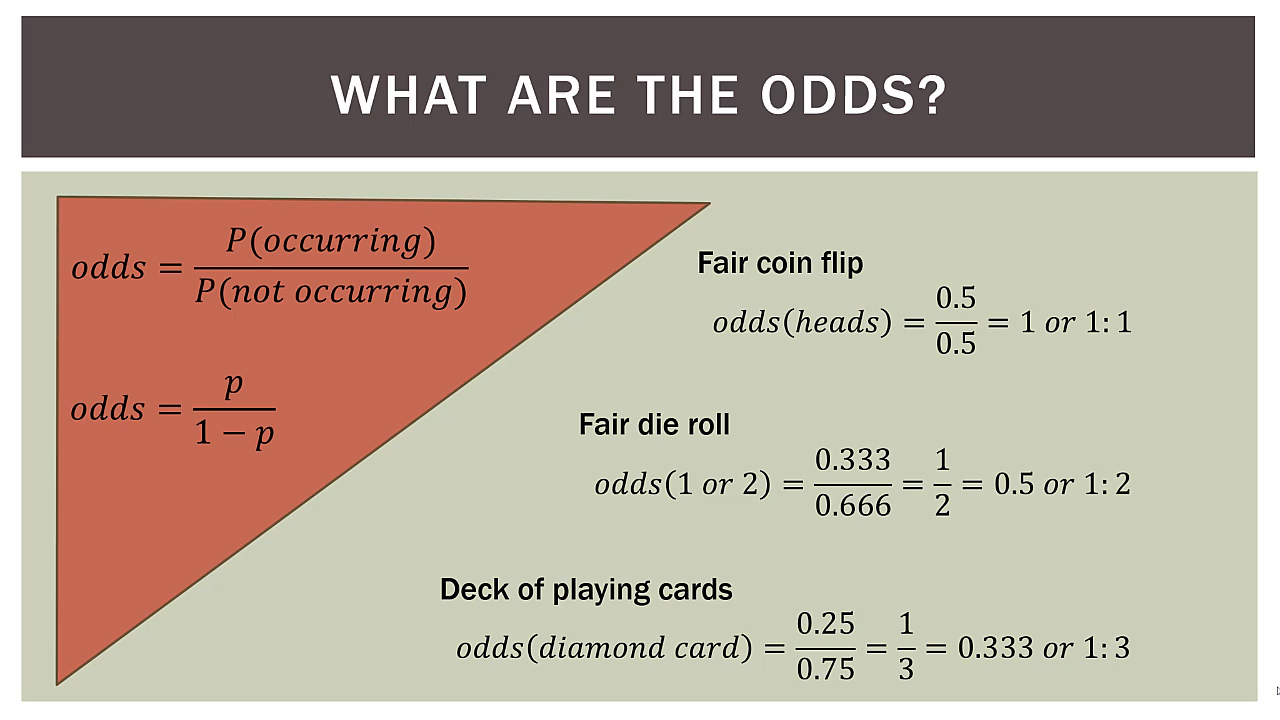 WHAT ARE THE ODDS?
odds = P(occurring) / P(not occurring)
odds = p / 1 − p
Fair coin flip
odds(heads) = 0.5 / 0.5 = 1 or 1: 1
Fair die roll
odds(1 or 2) = 0.333 / 0.666 = 1 / 2 = 0.5 or 1: 2
Deck of playing cards
odds(diamond card) = 0.25 / 0.75 = 1 / 3 = 0.333 or 1: 3